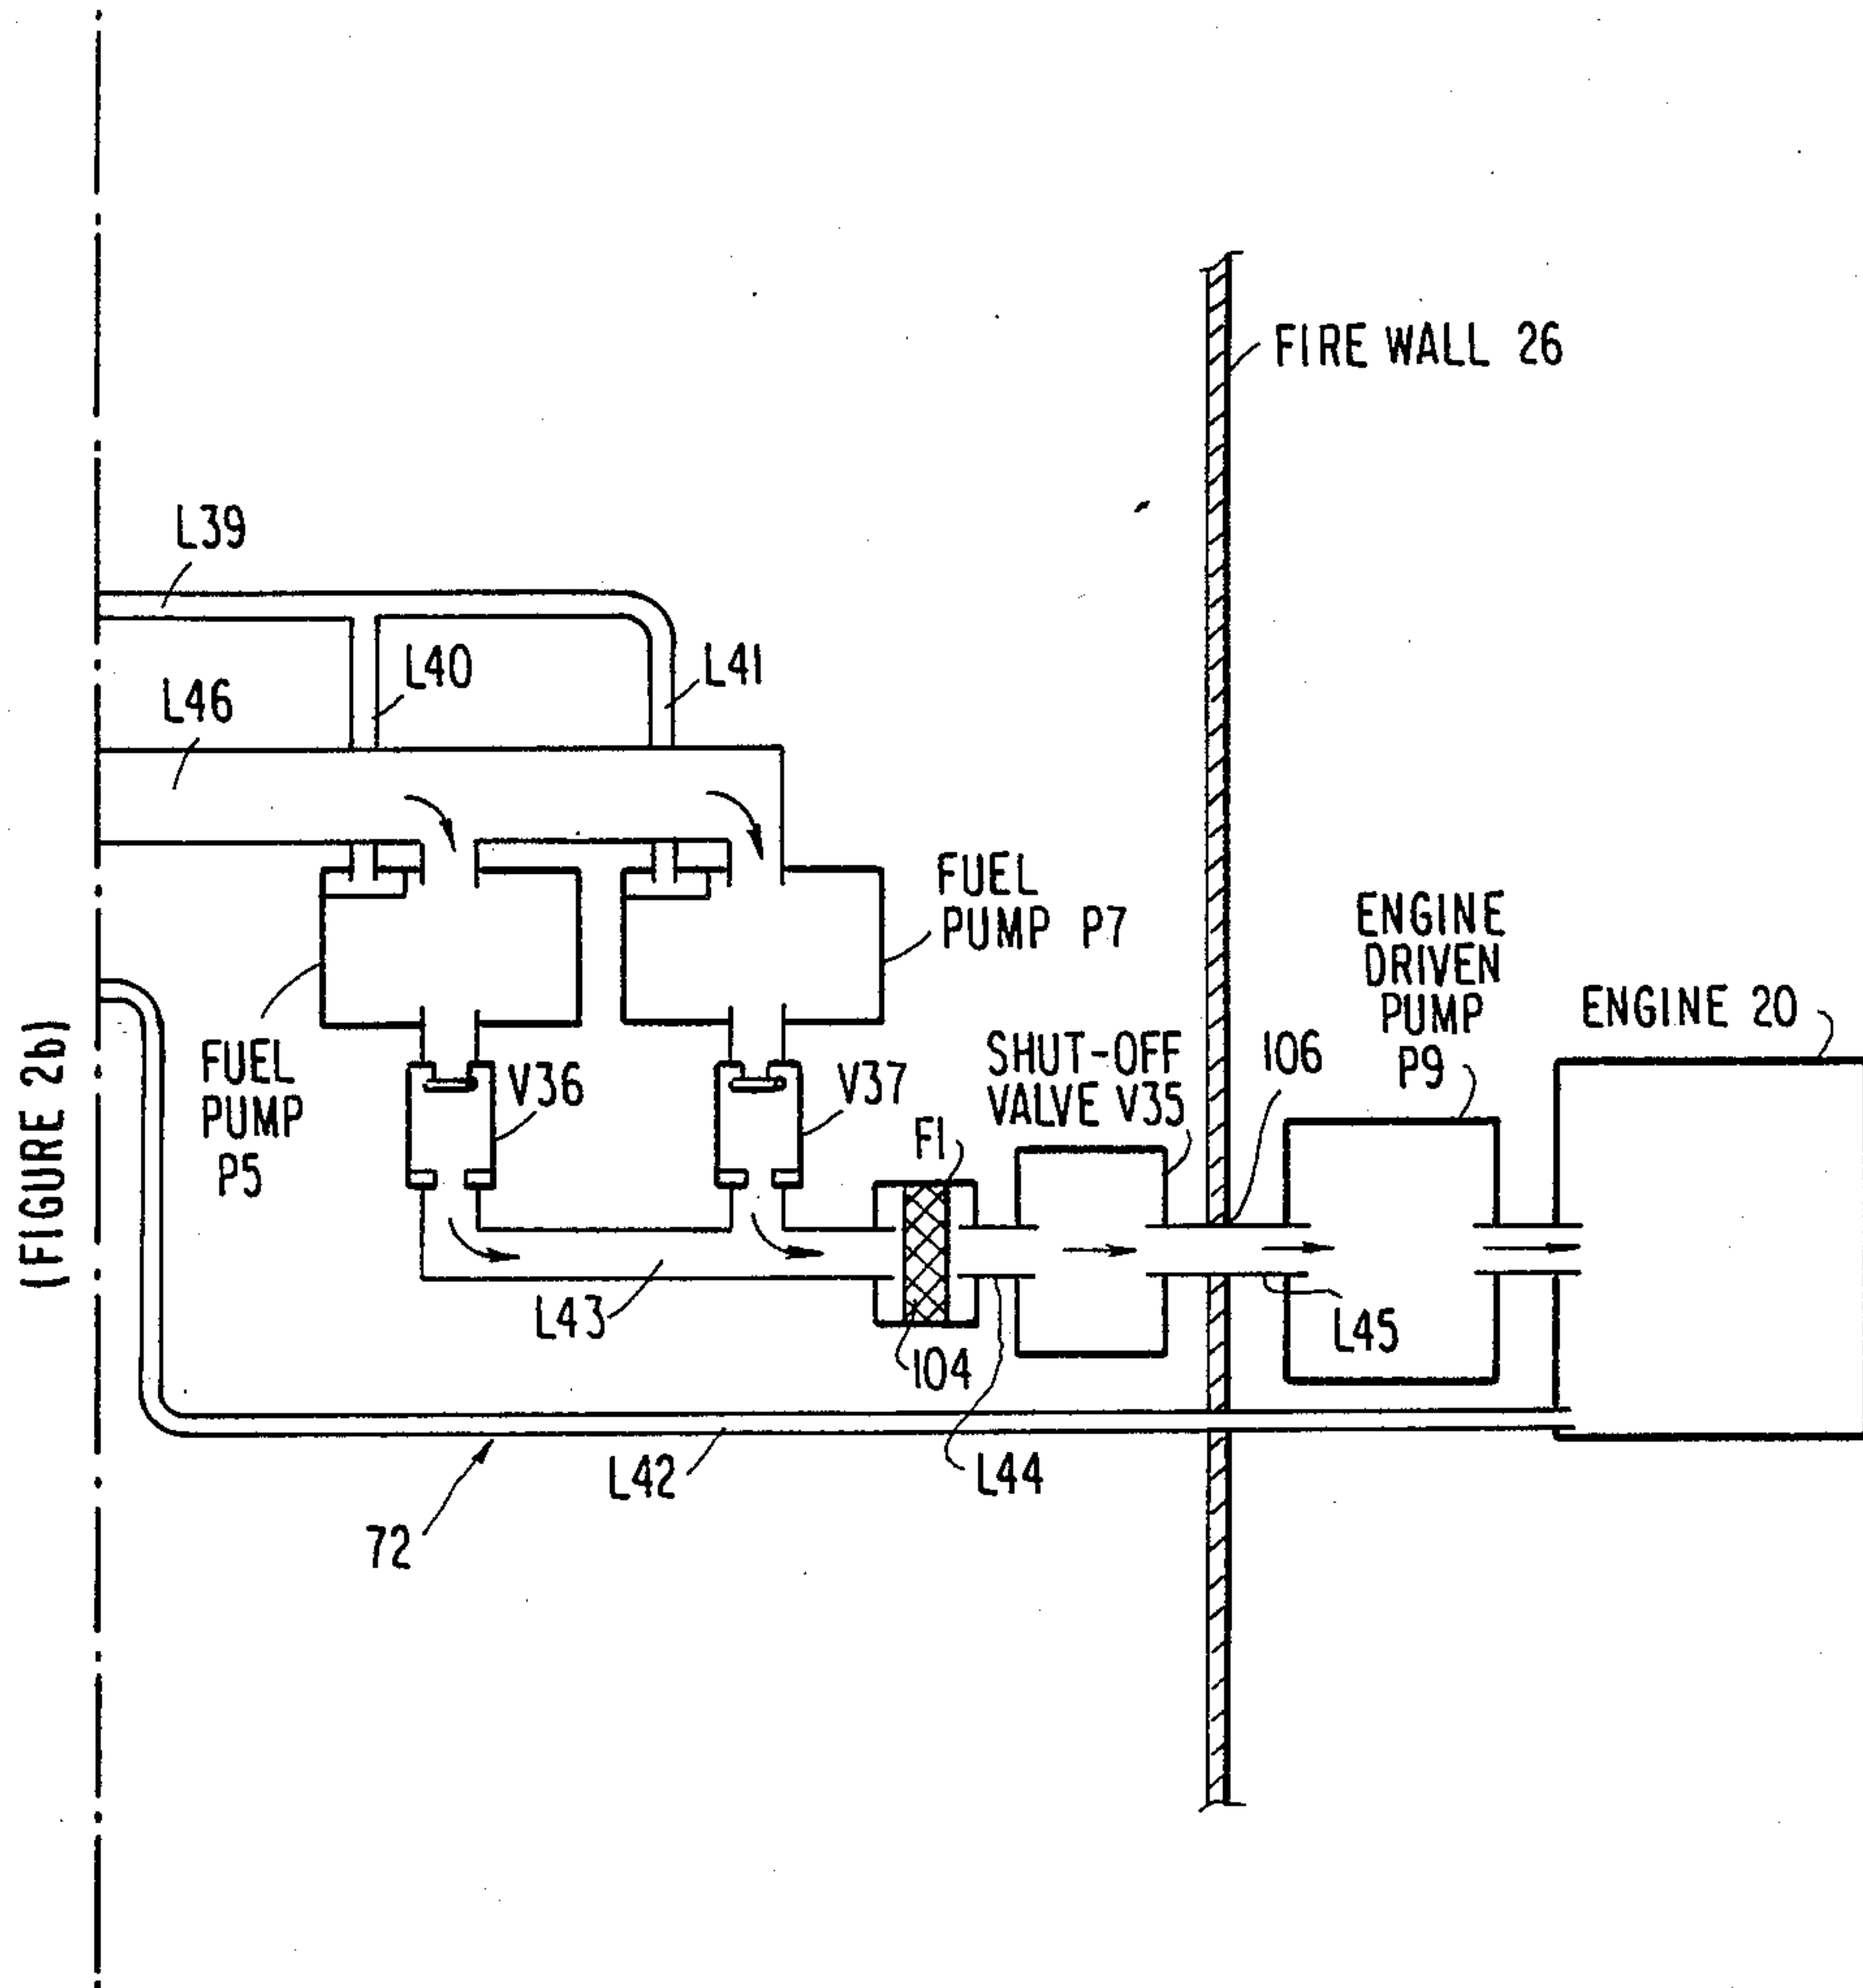 FIRE WALL 26
L39
L40
L41
L46
FUEL
PUMP P7
ENGINE
DRIVEN
PUMP
P9
ENGINE 20
(FIGURE 2b)
FUEL
PUMP
P5
V36
V37
SHUT-OFF
VALVE V35
106
F1
L43
104
L45
L42
L44
72